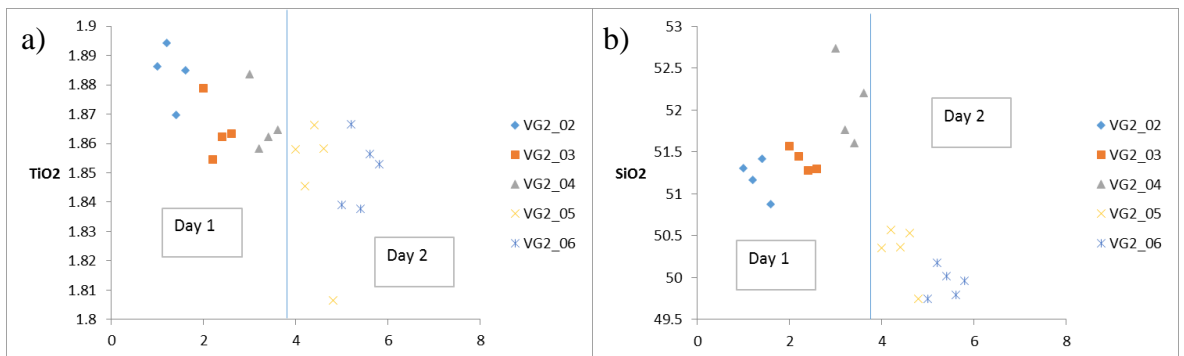 a)
1.9
1.89
1.88
1.87
1.86
1.85
1.84
1.83
1.82
1.81
1.8
TiO2
0
2
4
6
8
Day 1
Day 2
VG2_02
VG2_03
VG2_04
VG2_05
VG2_06
b)
53
52.5
52
51.5
51
50.5
50
49.5
SiO2
0
2
4
6
8
Day 1
Day 2
VG2_02
VG2_03
VG2_04
VG2_05
VG2_06